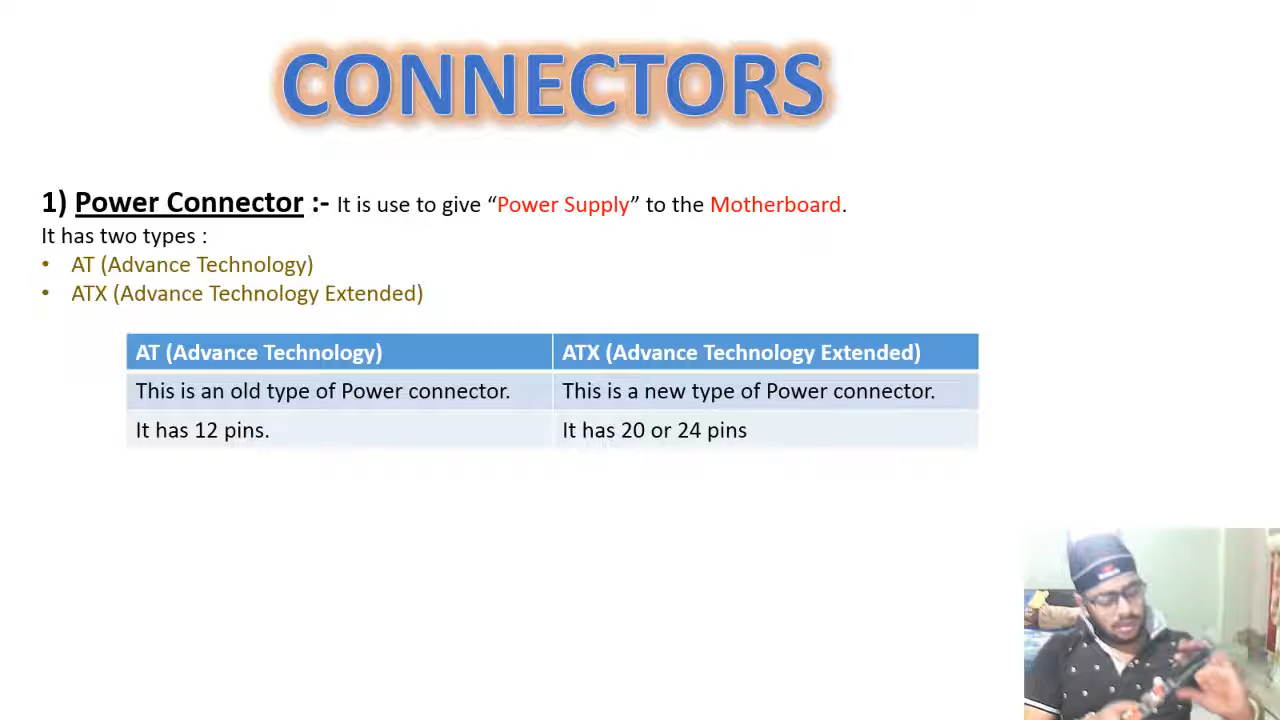 CONNECTORS
1) Power Connector :- It is use to give “Power Supply” to the Motherboard.
It has two types :
• AT (Advance Technology)
• ATX (Advance Technology Extended)
AT (Advance Technology) ATX (Advance Technology Extended)
This is an old type of Power connector. This is a new type of Power connector.
It has 12 pins. It has 20 or 24 pins